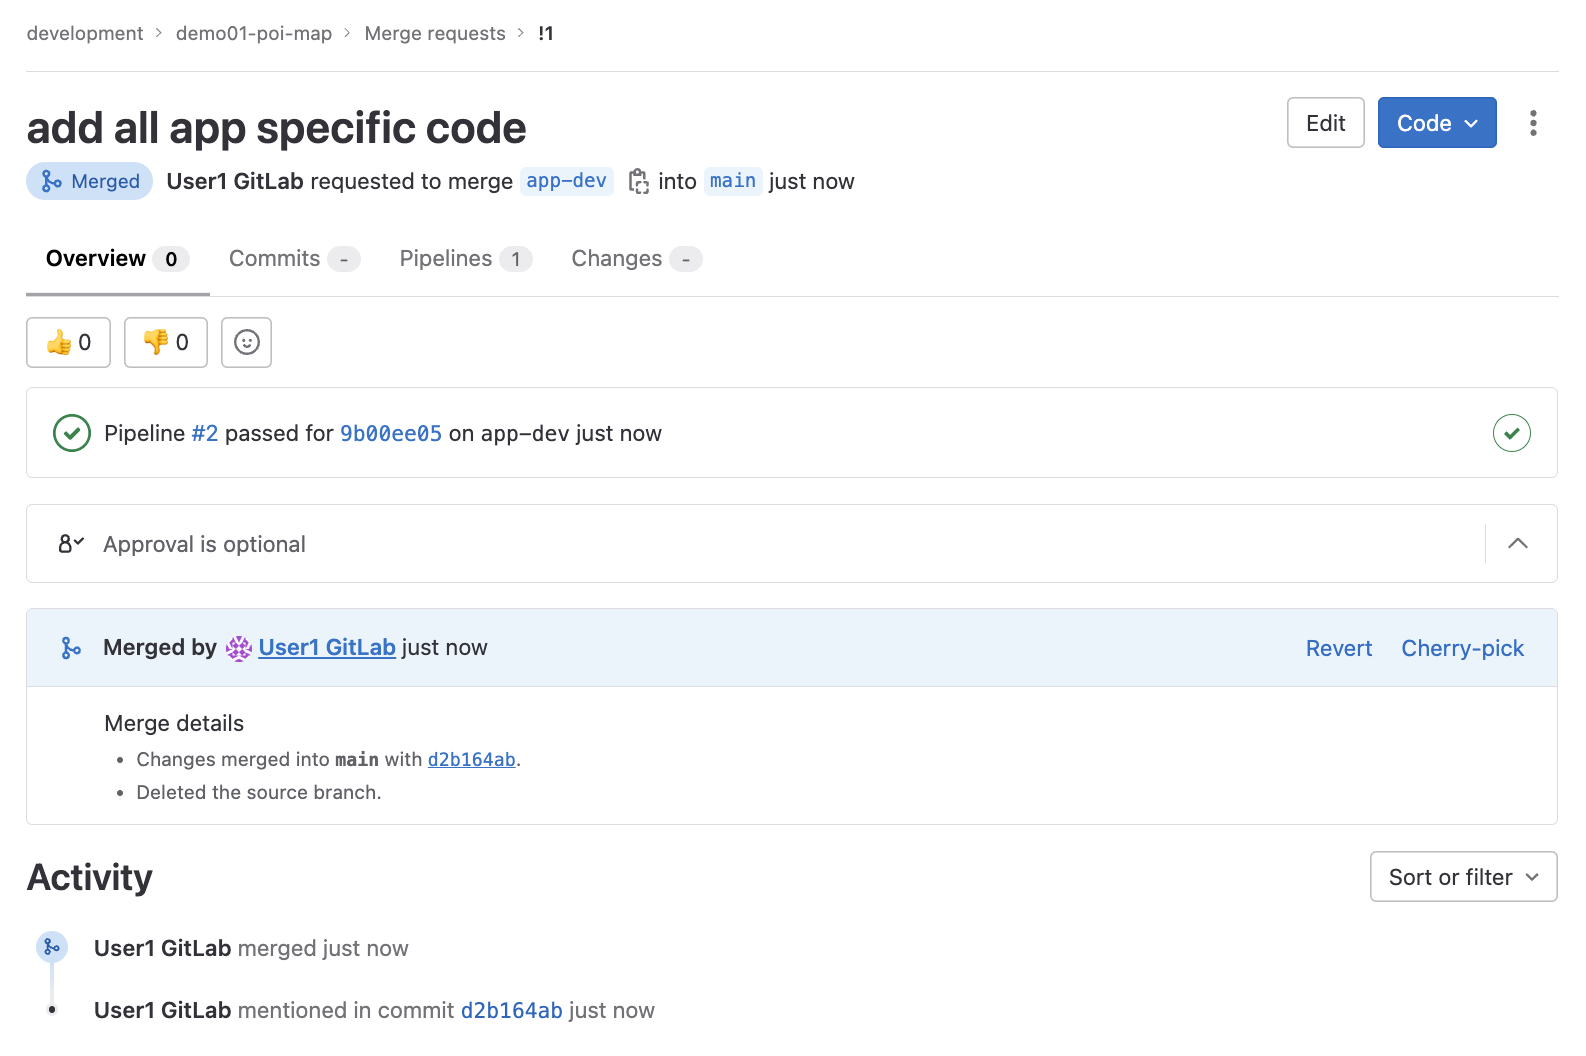 development > demo01-poi-map > Merge requests > !1
add all app specific code
Edit
Code
Merged User1 GitLab requested to merge app-dev into main just now
Overview 0 Commits - Pipelines 1 Changes -
0 0
Pipeline #2 passed for 9b00ee05 on app-dev just now
Approval is optional
Merged by User1 GitLab just now
Revert Cherry-pick
Merge details
• Changes merged into main with d2b164ab.
• Deleted the source branch.
Activity
Sort or filter
User1 GitLab merged just now
User1 GitLab mentioned in commit d2b164ab just now